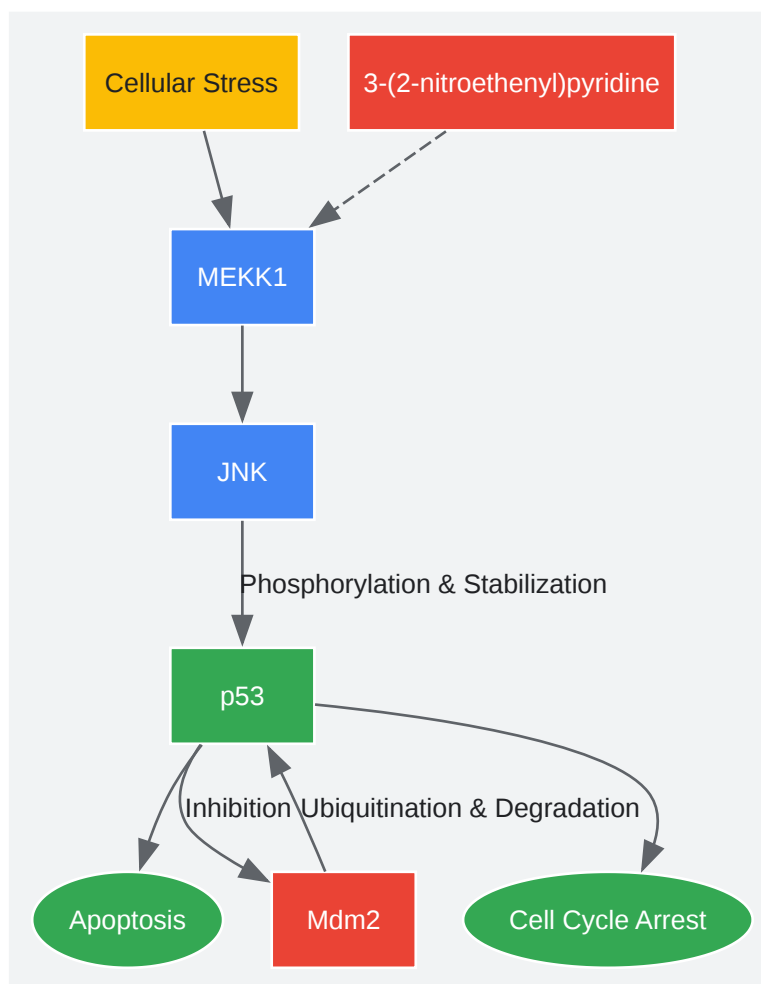 Cellular Stress
3-(2-nitroethenyl)pyridine
MEKK1
JNK
Phosphorylation & Stabilization
p53
Inhibition
Ubiquitination & Degradation
Apoptosis
Mdm2
Cell Cycle Arrest